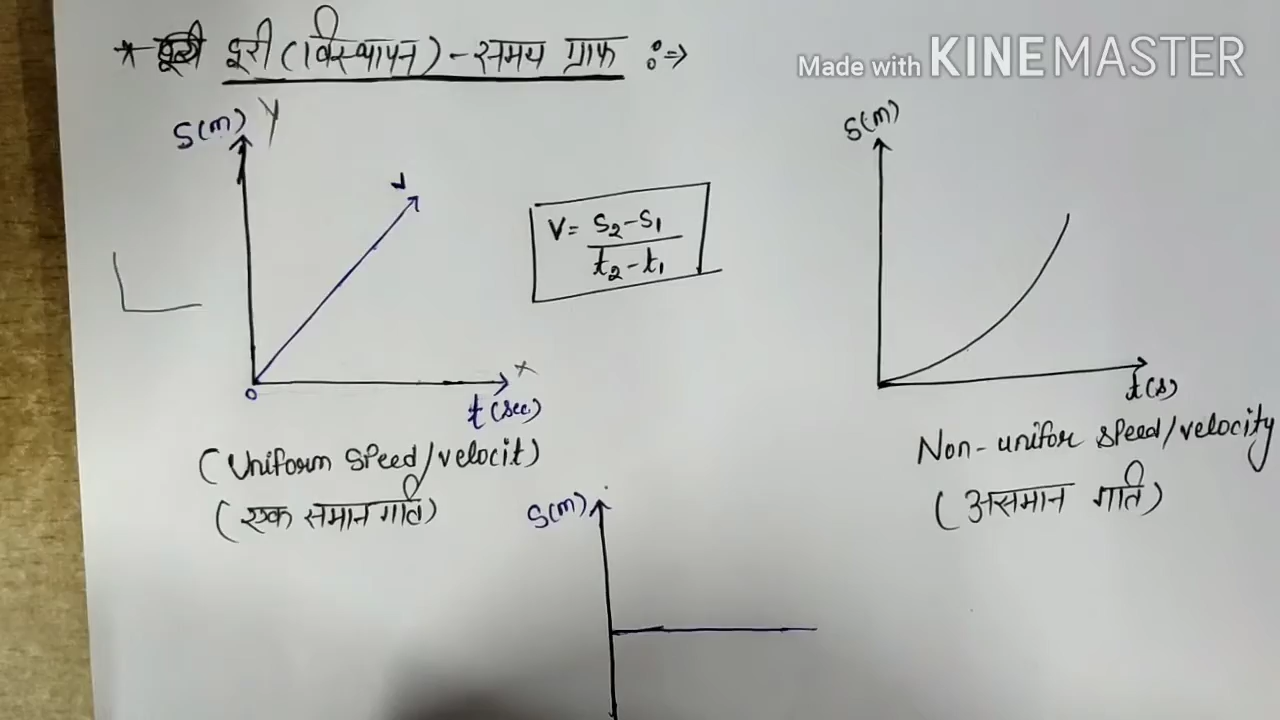 * दूरी (विस्थापन) - समय ग्राफ :⇒
Made with KINEMASTER
S(m) y
S(m)
V = S₂-S₁ / t₂-t₁
x
o
t (sec)
t(s)
(Uniform speed/velocit)
Non-unifor speed/velocity
(एक समान गति)
(असमान गति)
S(m)